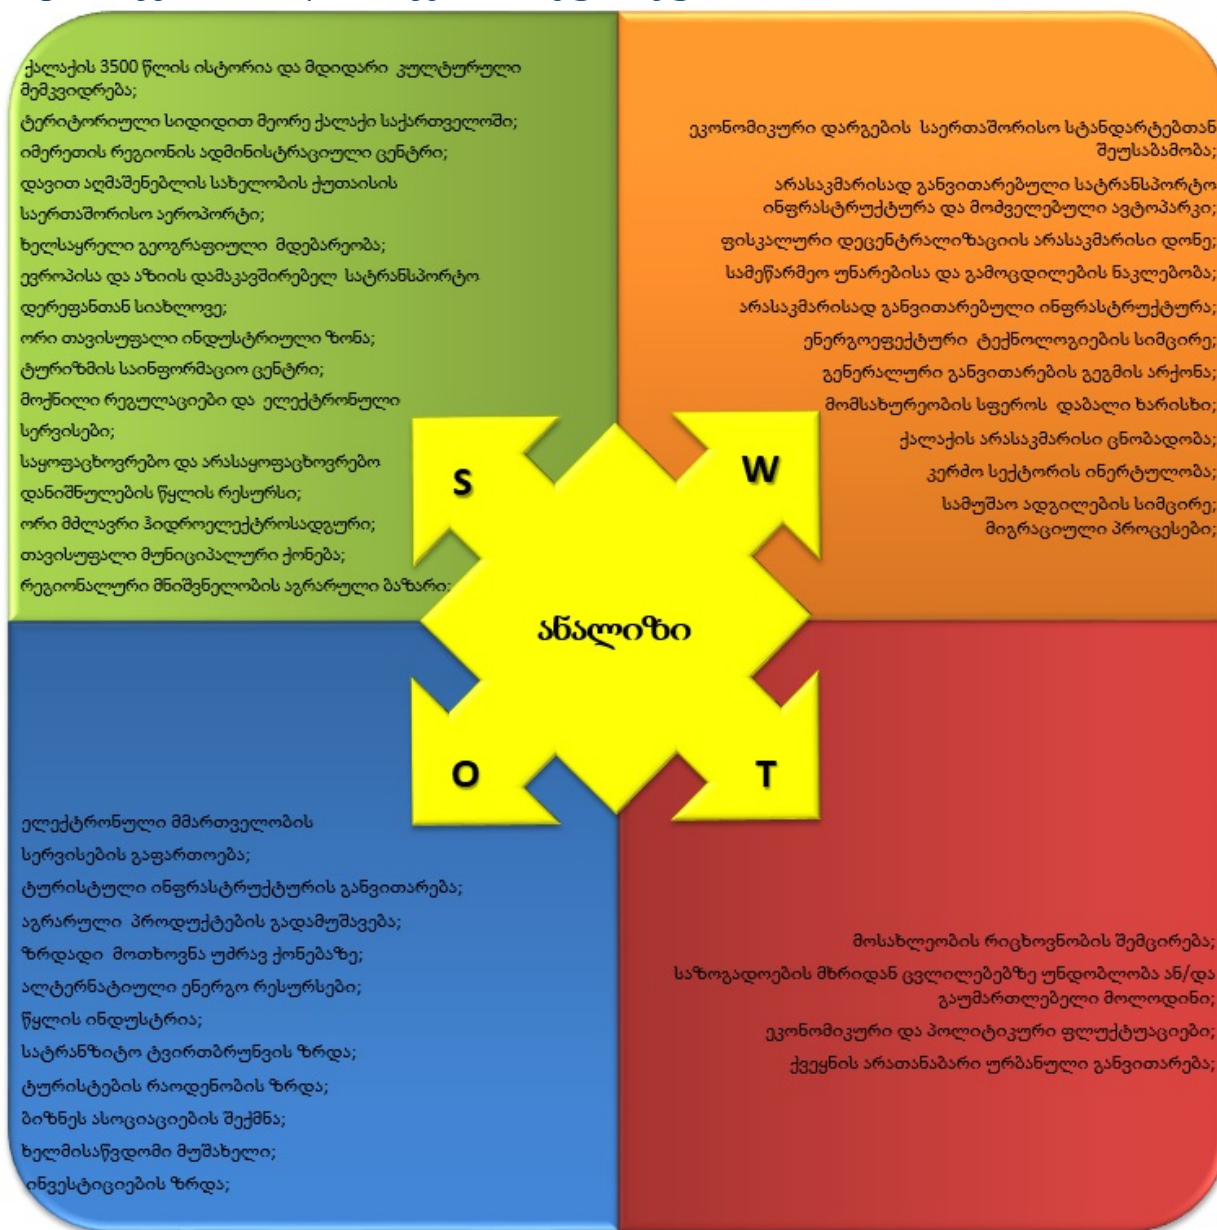 ქალაქის 3500 წლის ისტორია და მდიდარი კულტურული
მემკვიდრება;
ტერიტორიული სიდიდით მეორე ქალაქი საქართველოში;
იმერეთის რეგიონის ადმინისტრაციული ცენტრი;
დავით აღმაშენებლის სახელობის ქუთაისის
საერთაშორისო აეროპორტი;
ხელსაყრელი გეოგრაფიული მდებარეობა;
ევროპისა და აზიის დამაკავშირებელ სატრანსპორტო
დერეფანთან სიახლოვე;
ორი თავისუფალი ინდუსტრიული ზონა;
ტურიზმის საინფორმაციო ცენტრი;
მოქნილი რეგულაციები და ელექტრონული
სერვისები;
საყოფაცხოვრებო და არასაყოფაცხოვრებო
დანიშნულების წყლის რესურსი;
ორი მძლავრი ჰიდროელექტროსადგური;
თავისუფალი მუნიციპალური ქონება;
რეგიონალური მნიშვნელობის აგრარული ბაზარი;
ეკონომიკური დარგების საერთაშორისო სტანდარტებთან
შეუსაბამობა;
არასაკმარისად განვითარებული სატრანსპორტო
ინფრასტრუქტურა და მოძველებული ავტოპარკი;
ფისკალური დეცენტრალიზაციის არასაკმარისი დონე;
სამეწარმეო უნარებისა და გამოცდილების ნაკლებობა;
არასაკმარისად განვითარებული ინფრასტრუქტურა;
ენერგოეფექტური ტექნოლოგიების სიმცირე;
გენერალური განვითარების გეგმის არქონა;
მომსახურეობის სფეროს დაბალი ხარისხი;
ქალაქის არასაკმარისი ცნობადობა;
კერძო სექტორის ინერტულობა;
სამუშაო ადგილების სიმცირე;
მიგრაციული პროცესები;
S
W
ანალიზი
O
T
ელექტრონული მმართველობის
სერვისების გაფართოება;
ტურისტული ინფრასტრუქტურის განვითარება;
აგრარული პროდუქტების გადამუშავება;
ზრდადი მოთხოვნა უძრავ ქონებაზე;
ალტერნატიული ენერგო რესურსები;
წყლის ინდუსტრია;
სატრანზიტო ტვირთბრუნვის ზრდა;
ტურისტების რაოდენობის ზრდა;
ბიზნეს ასოციაციების შექმნა;
ხელმისაწვდომი მუშახელი;
ინვესტიციების ზრდა;
მოსახლეობის რიცხოვნობის შემცირება;
საზოგადოების მხრიდან ცვლილებებზე უნდობლობა ან/და
გაუმართლებელი მოლოდინი;
ეკონომიკური და პოლიტიკური ფლუქტუაციები;
ქვეყნის არათანაბარი ურბანული განვითარება;